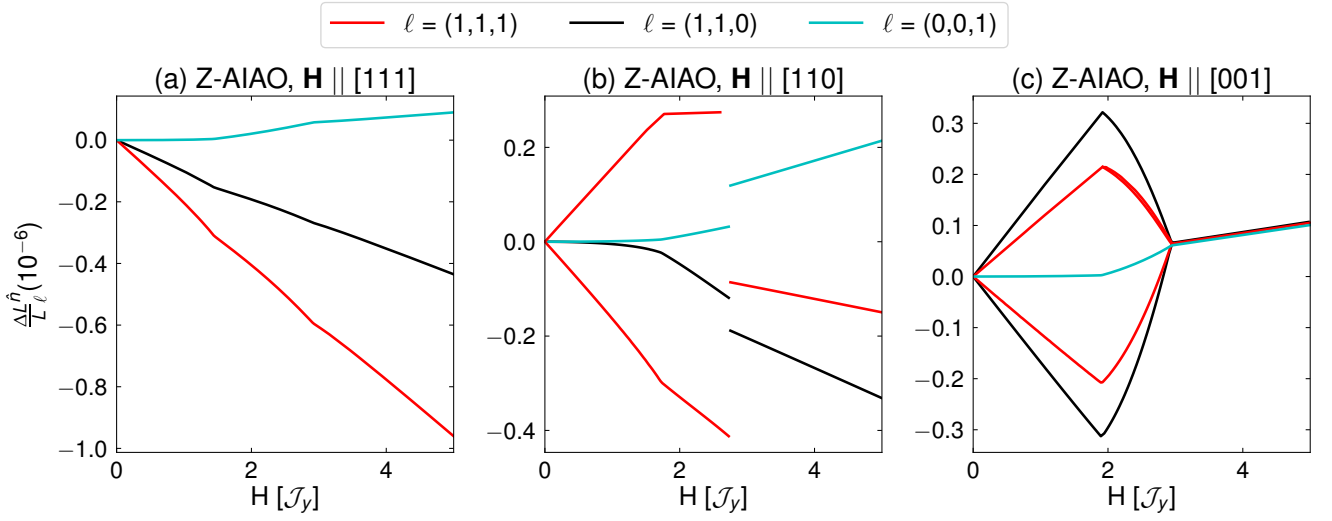 ℓ = (1,1,1) ℓ = (1,1,0) ℓ = (0,0,1)
(a) Z-AIAO, H || [111] (b) Z-AIAO, H || [110] (c) Z-AIAO, H || [001]
ΔL/L ℓ n̂ (10⁻⁶)
0.0
−0.2
−0.4
−0.6
−0.8
−1.0
0 2 4
H [𝒥y]
0.2
0.0
−0.2
−0.4
0 2 4
H [𝒥y]
0.3
0.2
0.1
0.0
−0.1
−0.2
−0.3
0 2 4
H [𝒥y]